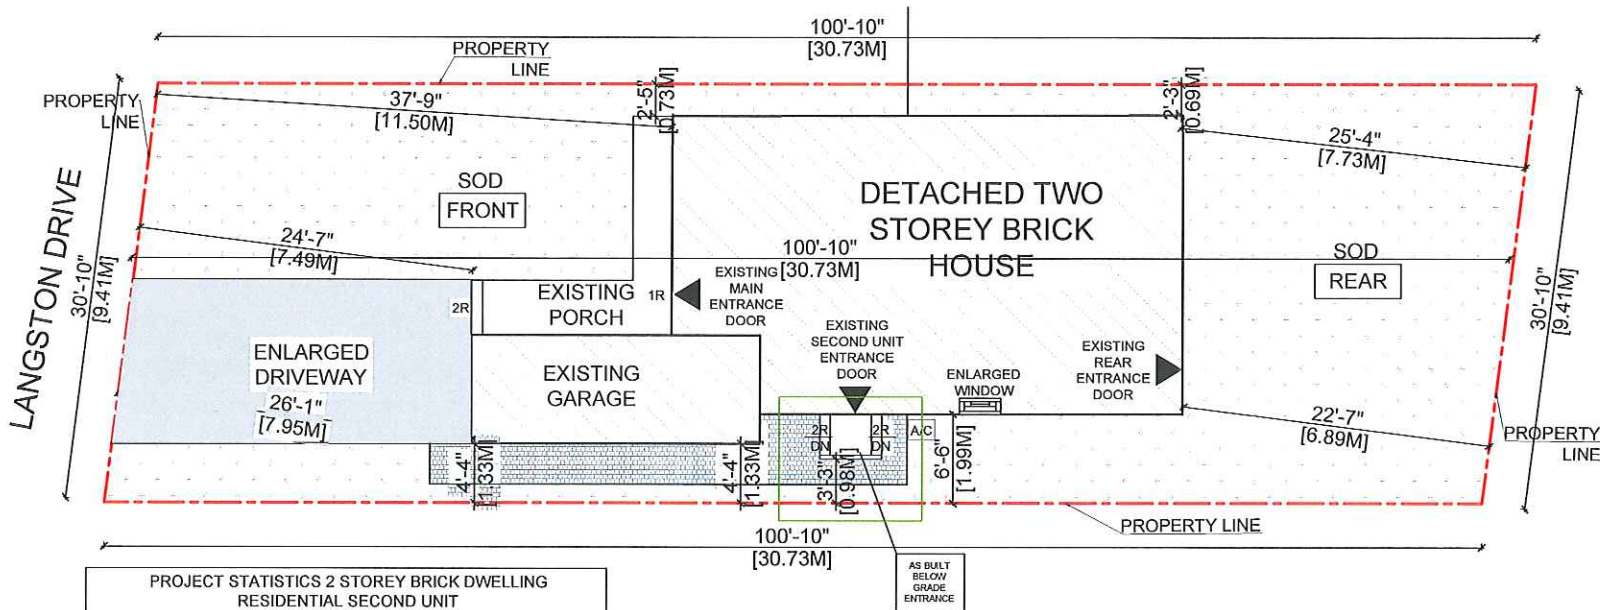 100'-10"
[30.73M]
PROPERTY
LINE
PROPERTY
LINE
37'-9"
[11.50M]
2'-5"
[0.73M]
2'-3"
[0.69M]
25'-4"
[7.73M]
LANGSTON DRIVE
30'-10"
[9.41M]
SOD
FRONT
24'-7"
[7.49M]
DETACHED TWO
STOREY BRICK
HOUSE
100'-10"
[30.73M]
SOD
REAR
30'-10"
[9.41M]
2R
EXISTING
PORCH
1R
EXISTING
MAIN
ENTRANCE
DOOR
EXISTING
SECOND UNIT
ENTRANCE
DOOR
ENLARGED
WINDOW
EXISTING
REAR
ENTRANCE
DOOR
ENLARGED
DRIVEWAY
26'-1"
[7.95M]
EXISTING
GARAGE
2R
DN
2R
DN
A/C
22'-7"
[6.89M]
PROPERTY
LINE
4'-4"
[1.33M]
4'-4"
[1.33M]
3'-3"
[0.98M]
6'-6"
[1.99M]
PROPERTY LINE
100'-10"
[30.73M]
AS BUILT
BELOW
GRADE
ENTRANCE
PROJECT STATISTICS 2 STOREY BRICK DWELLING
RESIDENTIAL SECOND UNIT